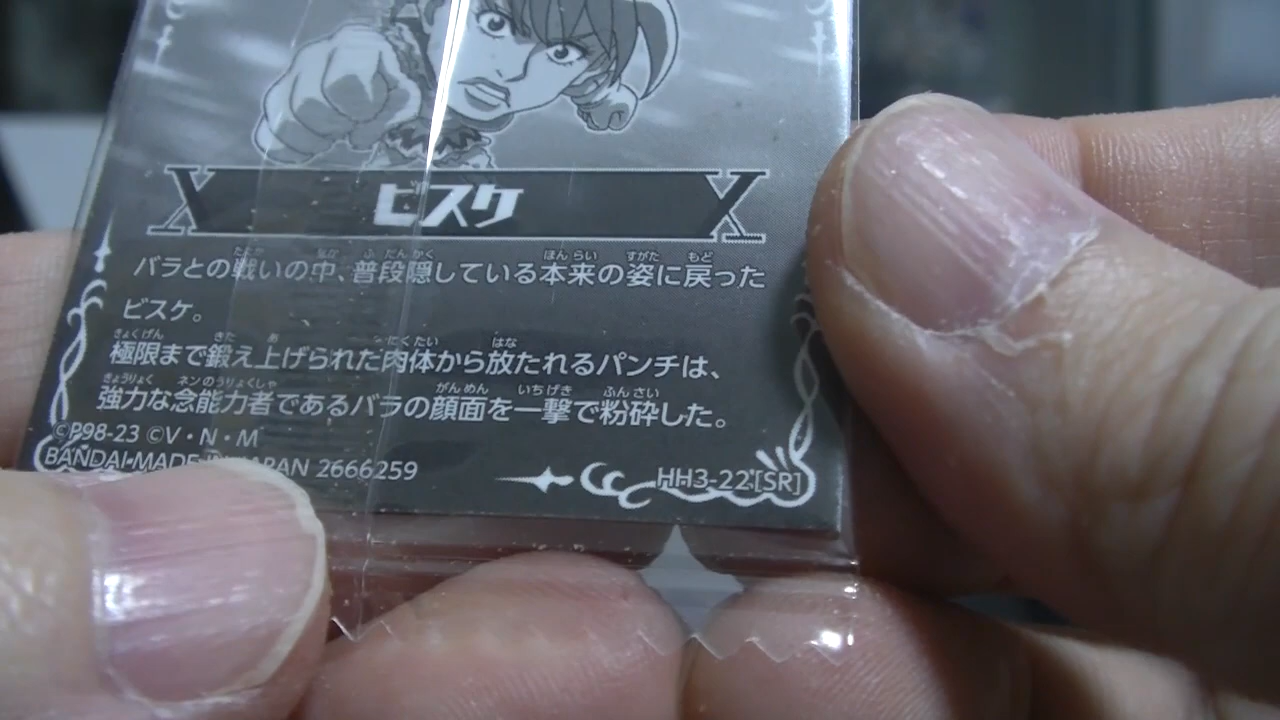 ビスケ
バラとの戦いの中、普段隠している本来の姿に戻った
ビスケ。
極限まで鍛え上げられた肉体から放たれるパンチは、
強力な念能力者であるバラの顔面を一撃で粉砕した。
©P98-23 ©V・N・M
BANDAI・MADE IN JAPAN 2666259
HH3-22[SR]